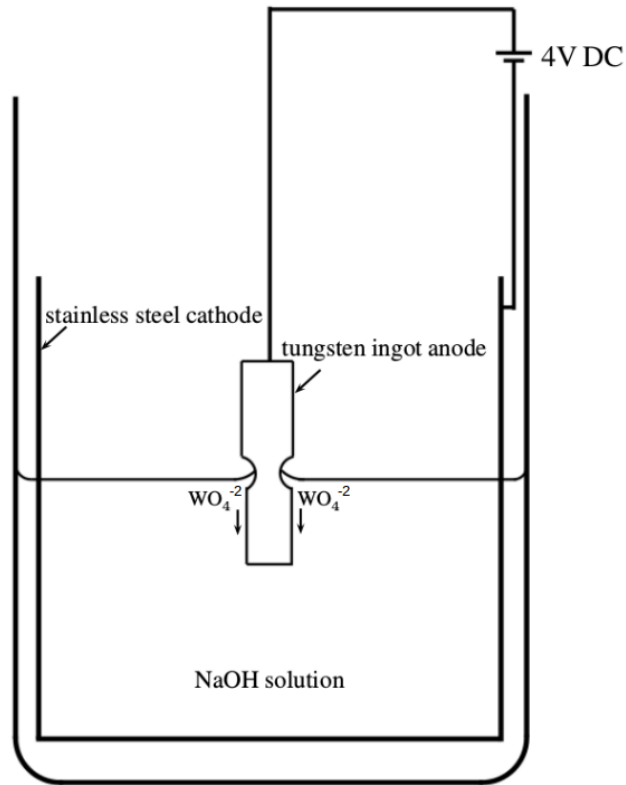 4V DC
stainless steel cathode
tungsten ingot anode
WO₄⁻² WO₄⁻²
NaOH solution